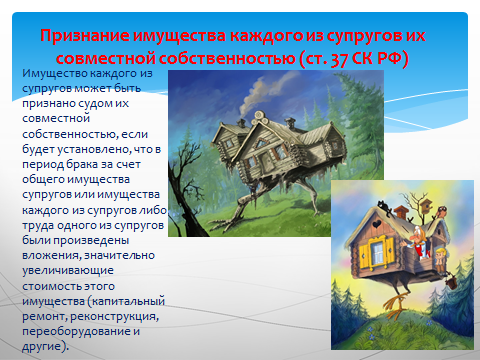 Признание имущества каждого из супругов их
совместной собственностью (ст. 37 СК РФ)
Имущество каждого из
супругов может быть
признано судом их
совместной
собственностью, если
будет установлено, что в
период брака за счет
общего имущества
супругов или имущества
каждого из супругов либо
труда одного из супругов
были произведены
вложения, значительно
увеличивающие
стоимость этого
имущества (капитальный
ремонт, реконструкция,
переоборудование и
другие).